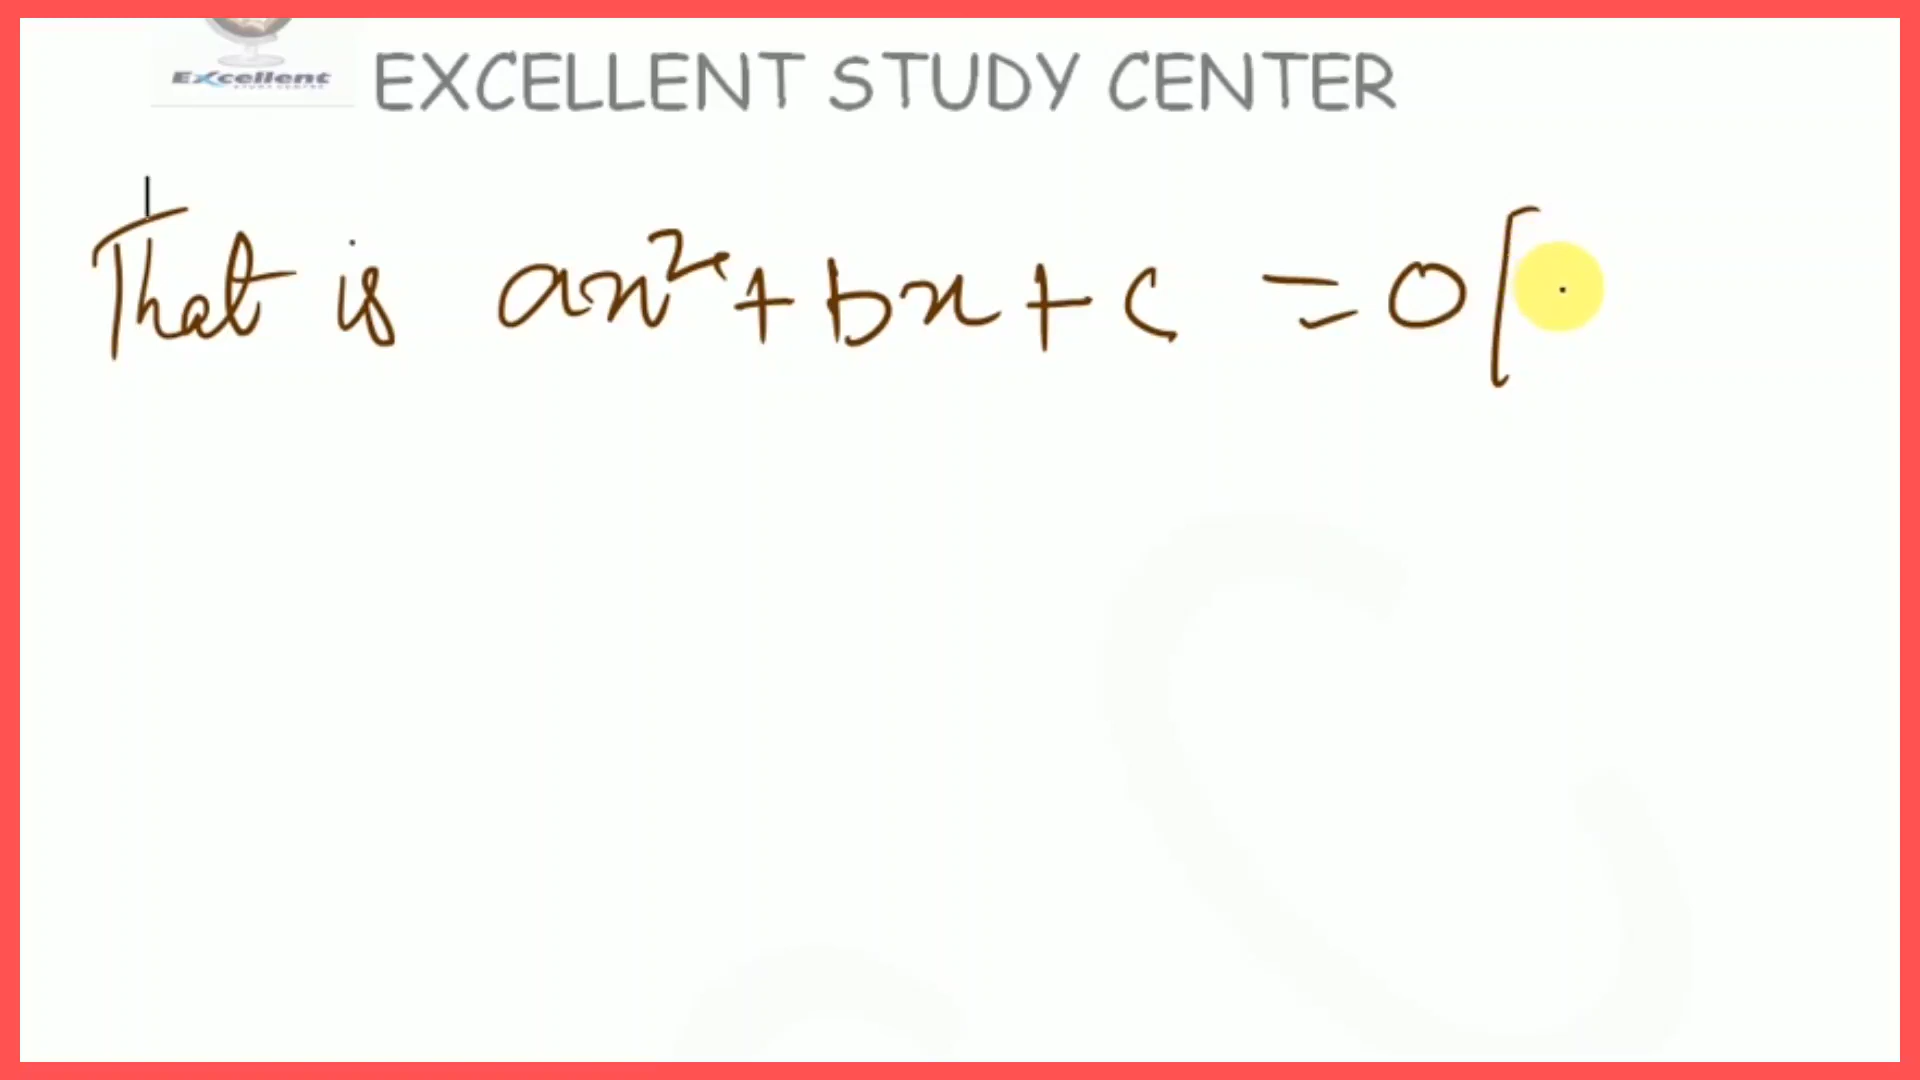 Excellent
EXCELLENT STUDY CENTER
That is ax²+bx+c =0[